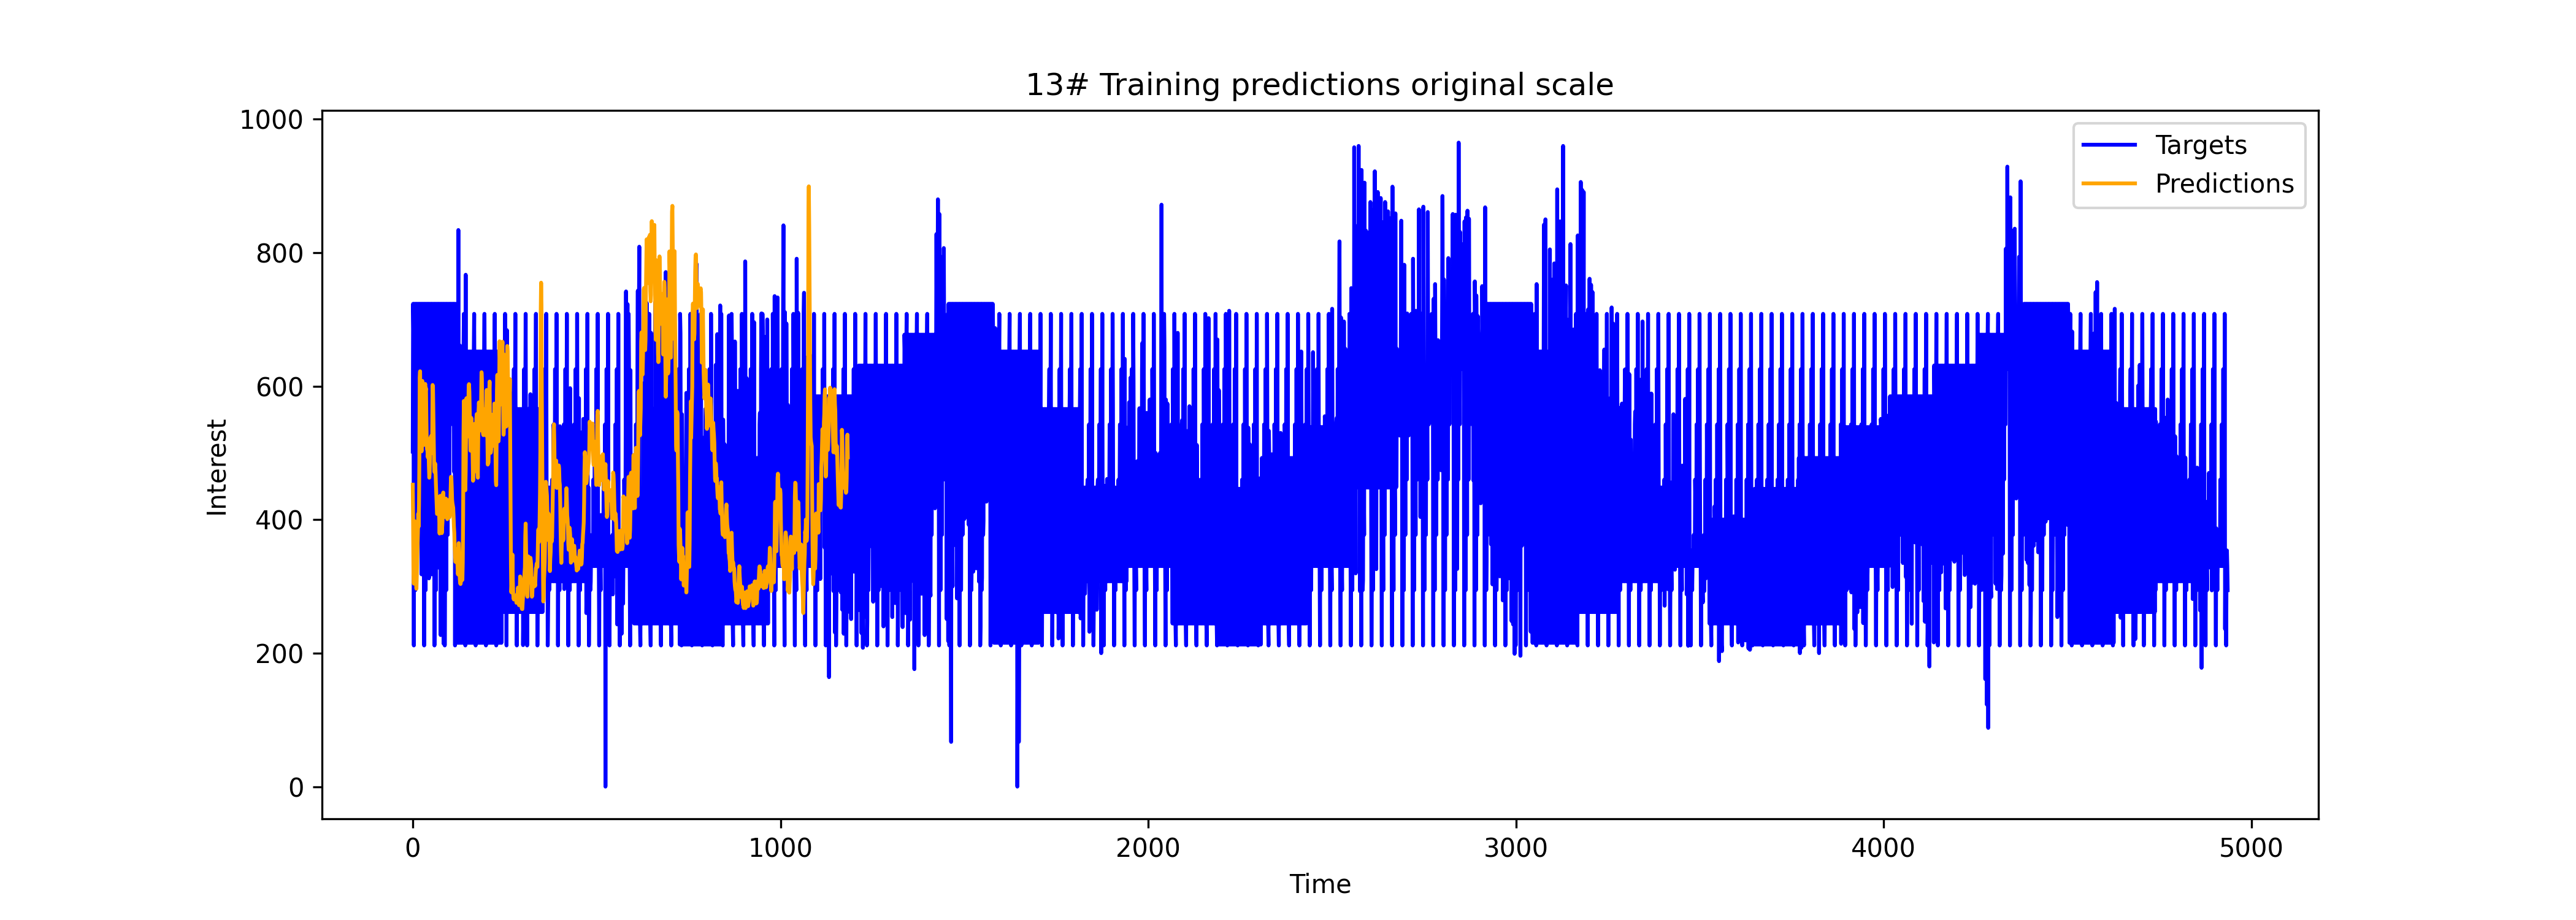 13# Training predictions original scale
1000
800
600
400
200
0
Interest
0 1000 2000 3000 4000 5000
Time
Targets
Predictions